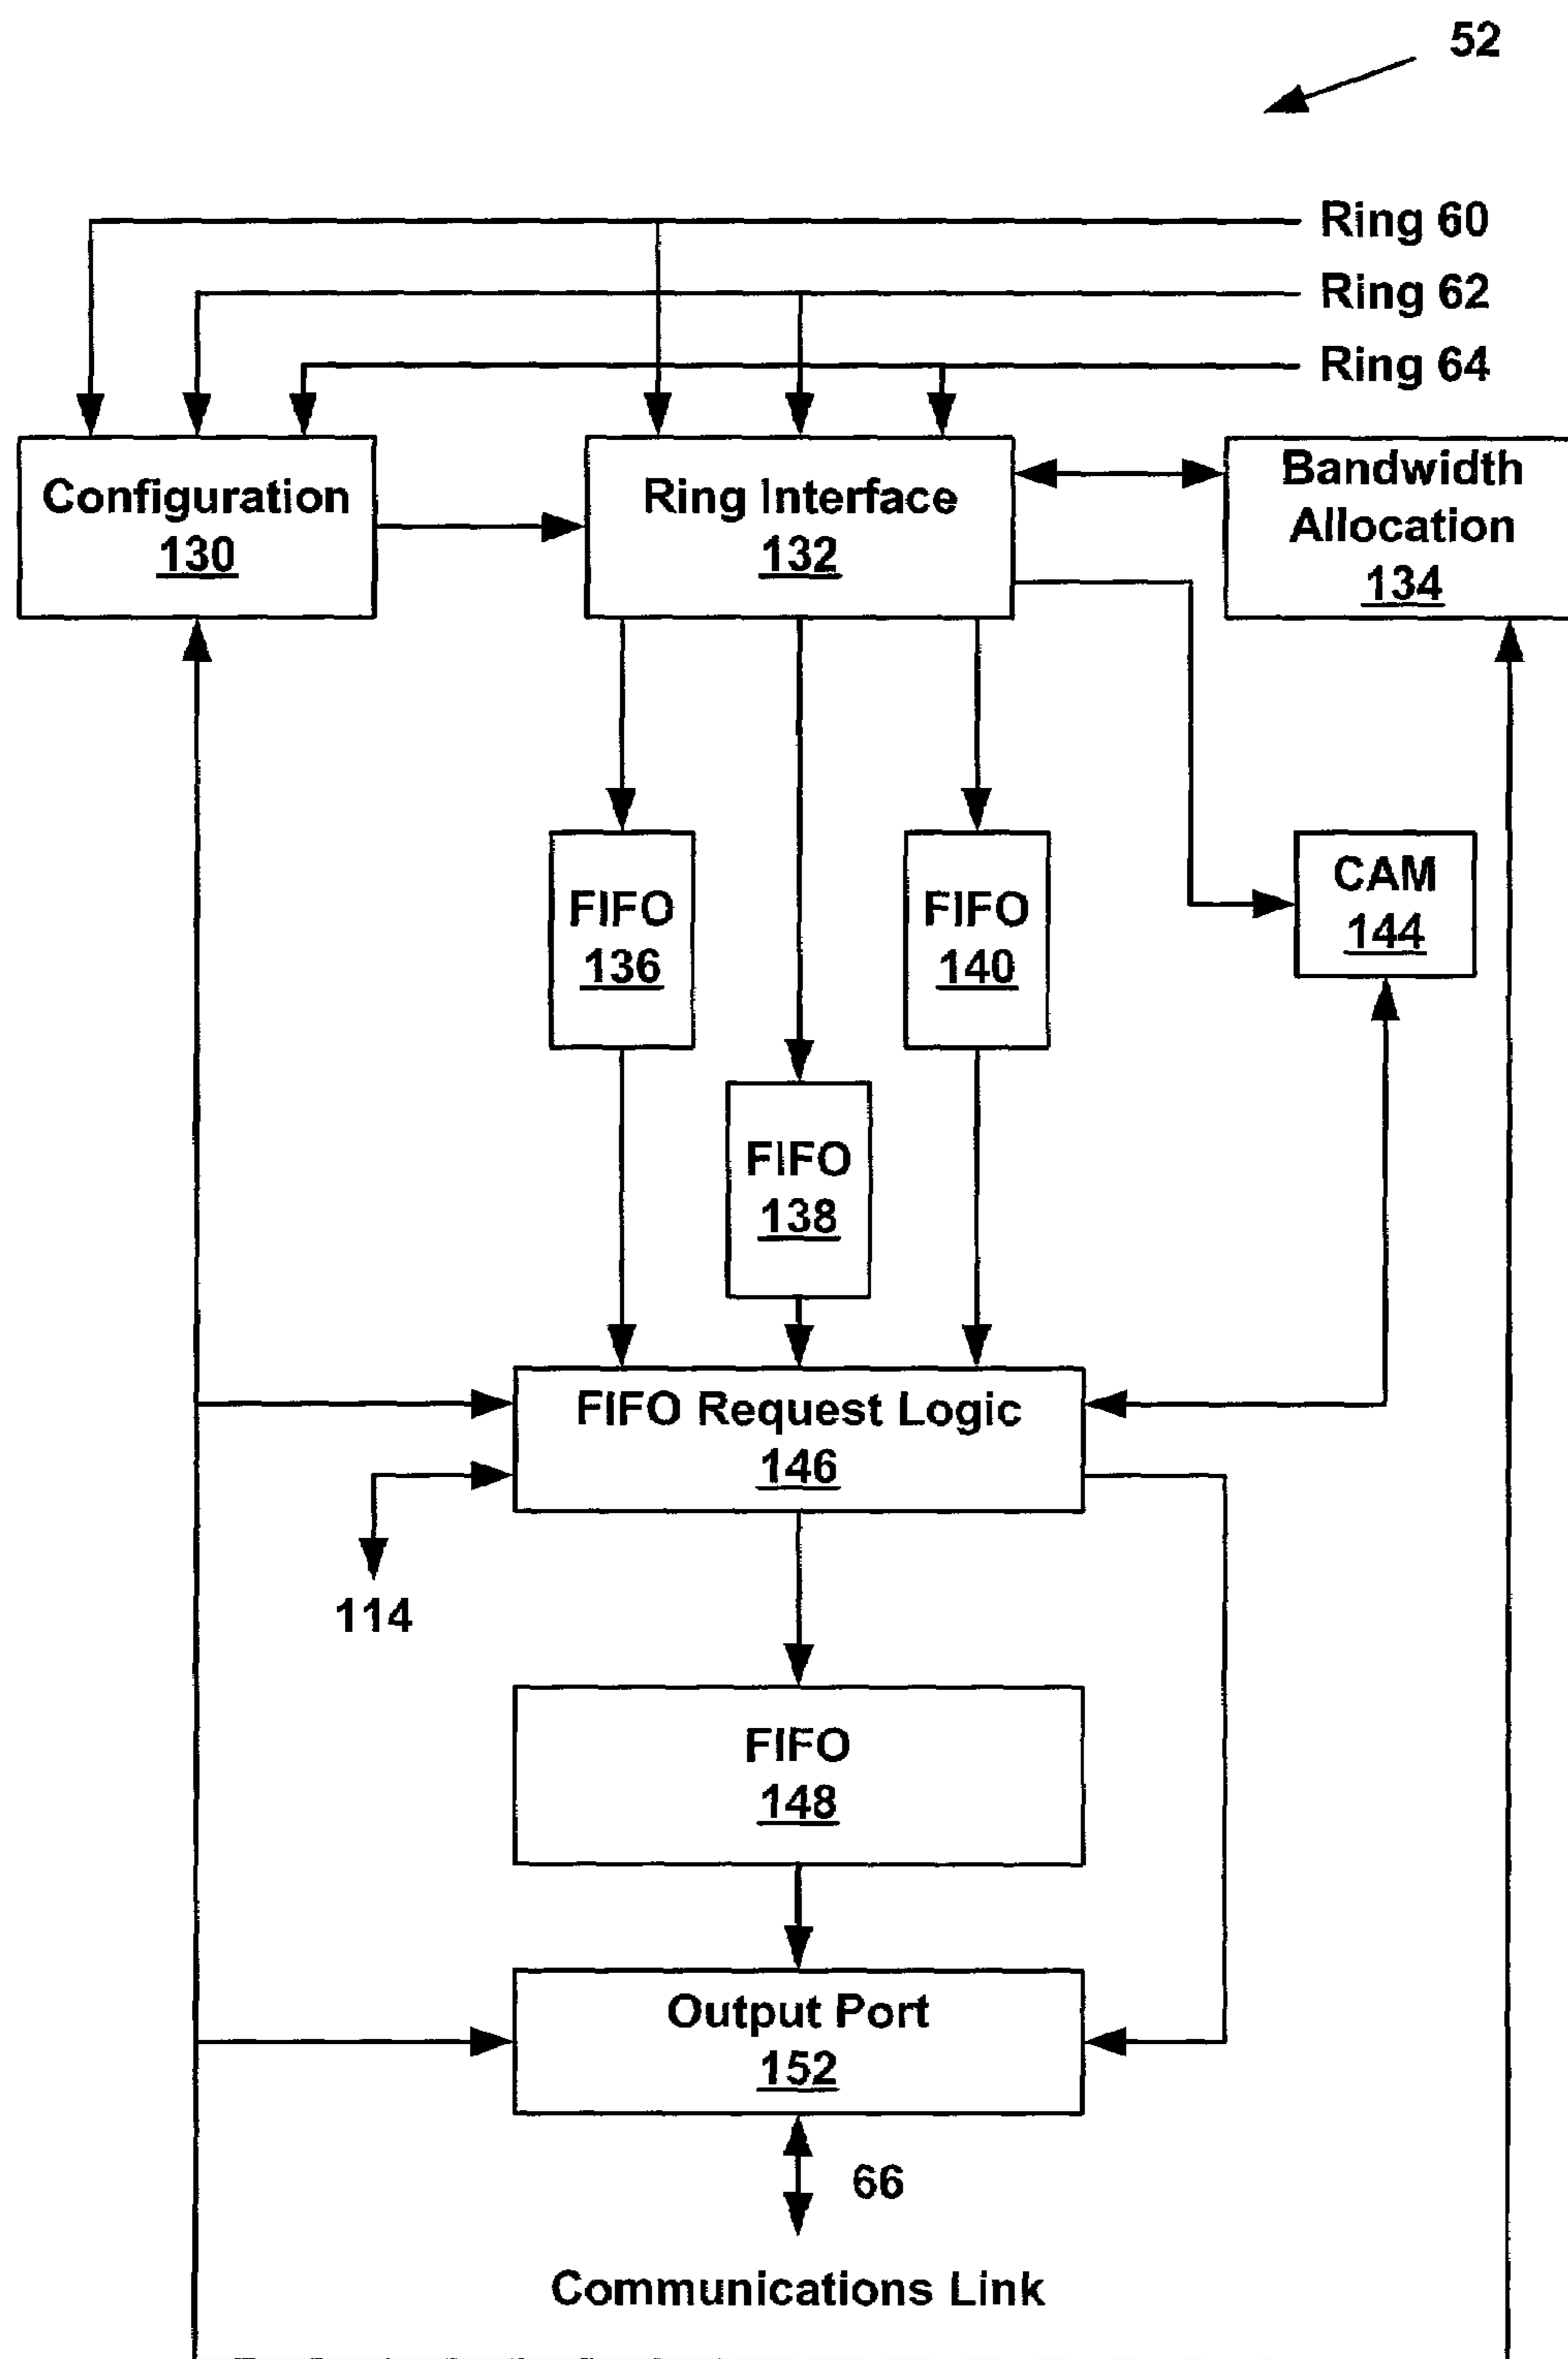 52
Ring 60
Ring 62
Ring 64
Configuration
130
Ring Interface
132
Bandwidth
Allocation
134
FIFO
136
FIFO
140
CAM
144
FIFO
138
FIFO Request Logic
146
114
FIFO
148
Output Port
152
66
Communications Link